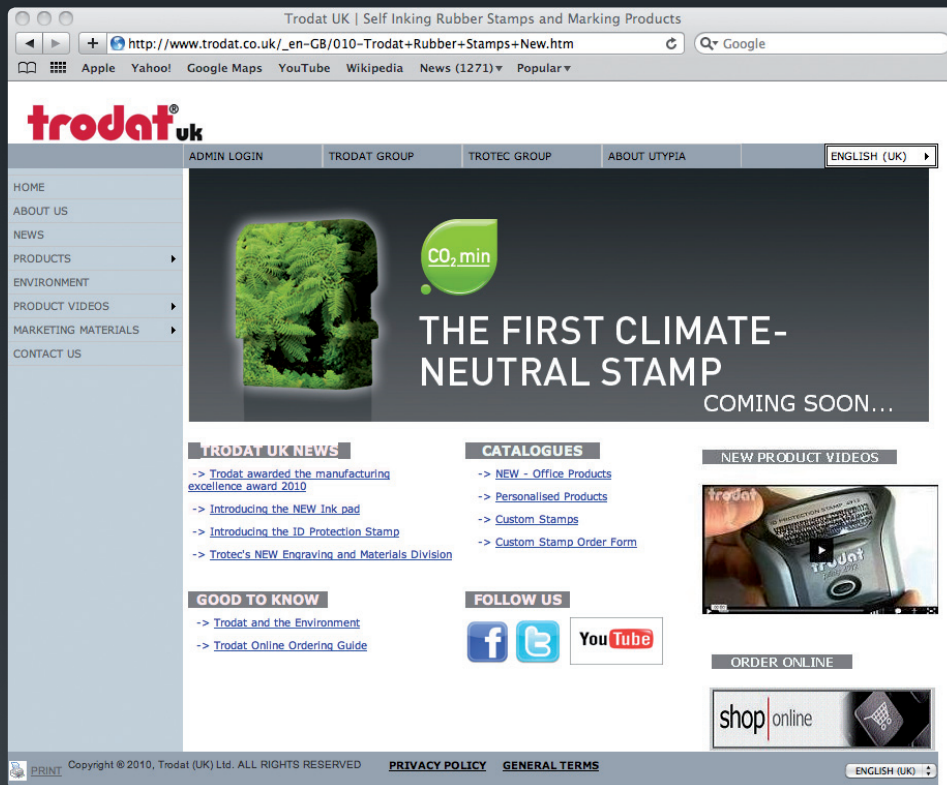 Trodat UK | Self Inking Rubber Stamps and Marking Products
http://www.trodat.co.uk/_en-GB/010-Trodat+Rubber+Stamps+New.htm
Google
Apple Yahoo! Google Maps YouTube Wikipedia News (1271) Popular
trodat® uk
ADMIN LOGIN TRODAT GROUP TROTEC GROUP ABOUT UTYPIA ENGLISH (UK)
HOME
ABOUT US
NEWS
PRODUCTS
ENVIRONMENT
PRODUCT VIDEOS
MARKETING MATERIALS
CONTACT US
CO₂ min
THE FIRST CLIMATE-
NEUTRAL STAMP
COMING SOON...
TRODAT UK NEWS
-> Trodat awarded the manufacturing
excellence award 2010
-> Introducing the NEW Ink pad
-> Introducing the ID Protection Stamp
-> Trotec's NEW Engraving and Materials Division
CATALOGUES
-> NEW - Office Products
-> Personalised Products
-> Custom Stamps
-> Custom Stamp Order Form
NEW PRODUCT VIDEOS
trodat
ID PROTECTION STAMP 4912
trodat
GOOD TO KNOW
-> Trodat and the Environment
-> Trodat Online Ordering Guide
FOLLOW US
You Tube
ORDER ONLINE
shop online
PRINT Copyright © 2010, Trodat (UK) Ltd. ALL RIGHTS RESERVED PRIVACY POLICY GENERAL TERMS ENGLISH (UK)